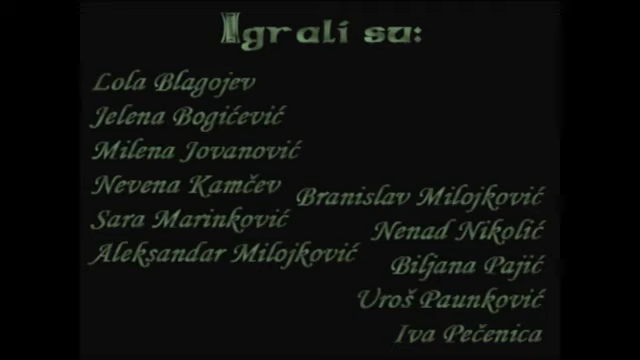 Igrali su:
Lola Blagojev
Jelena Bogićević
Milena Jovanović
Nevena Kamčev
Sara Marinković
Aleksandar Milojković
Branislav Milojković
Nenad Nikolić
Biljana Pajić
Uroš Paunković
Iva Pečenica